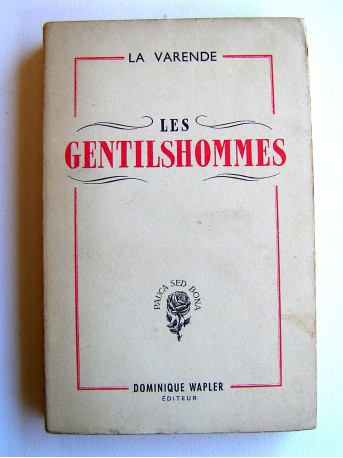 LA VARENDE
LES
GENTILSHOMMES
PAUCA SED BONA
DOMINIQUE WAPLER
ÉDITEUR